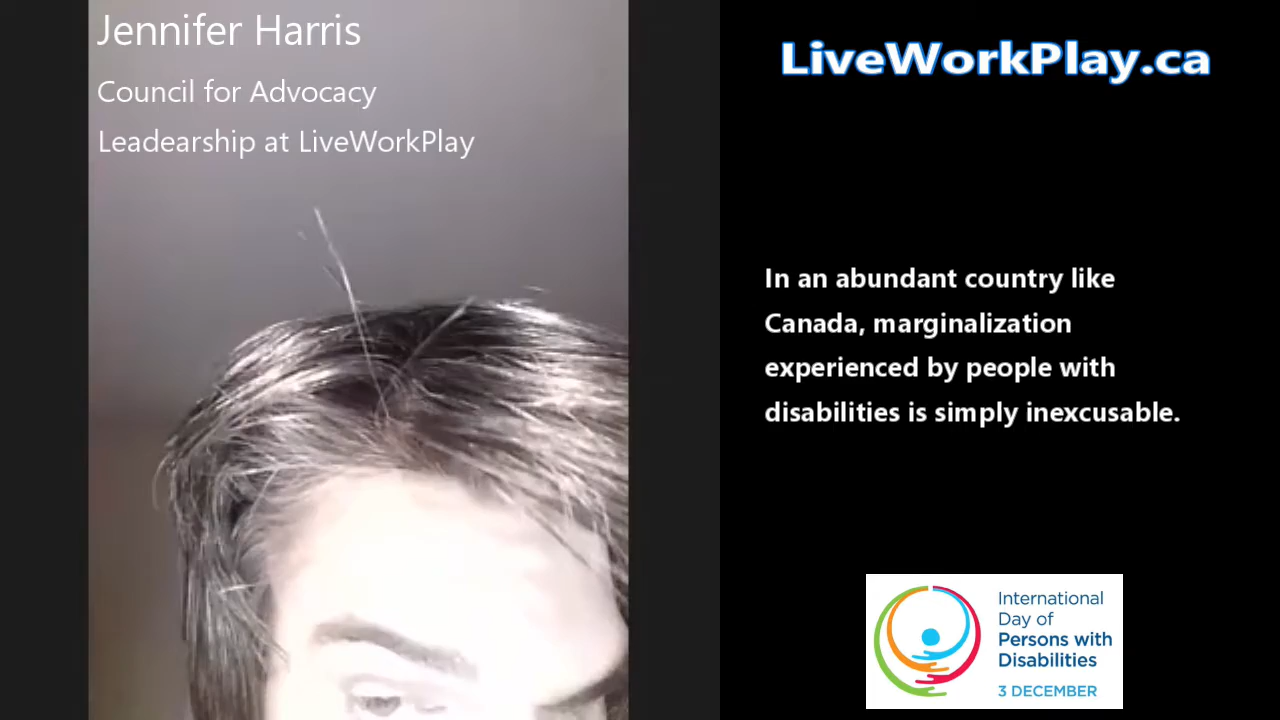 Jennifer Harris
Council for Advocacy
Leadearship at LiveWorkPlay
LiveWorkPlay.ca
In an abundant country like
Canada, marginalization
experienced by people with
disabilities is simply inexcusable.
International
Day of
Persons with
Disabilities
3 DECEMBER